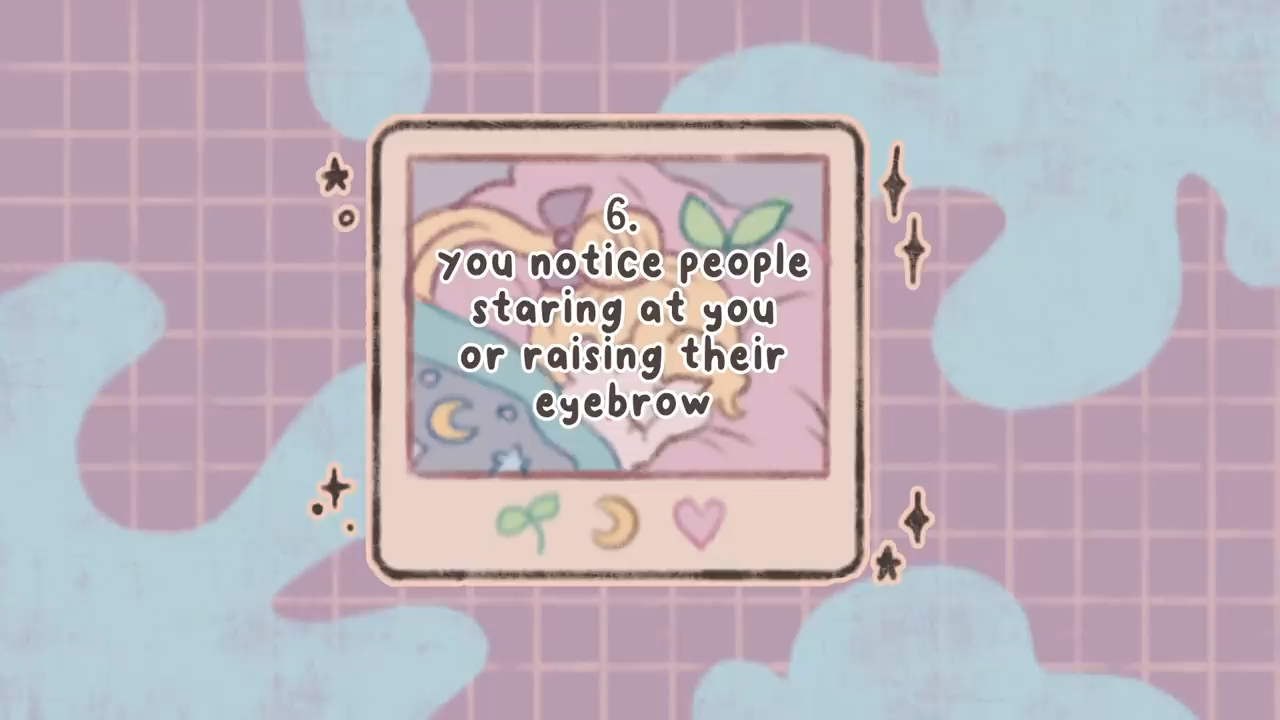 6.
you notice people
staring at you
or raising their
eyebrow